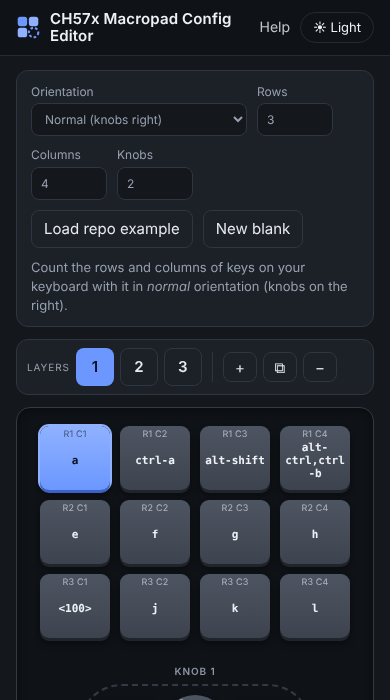 CH57x Macropad Config
Editor
Help
☀ Light
Orientation
Rows
Normal (knobs right)
3
Columns
Knobs
4
2
Load repo example
New blank
Count the rows and columns of keys on your
keyboard with it in normal orientation (knobs on the
right).
LAYERS
1
2
3
+
⧉
−
R1 C1
a
R1 C2
ctrl-a
R1 C3
alt-shift
R1 C4
alt-
ctrl,ctrl
-b
R2 C1
e
R2 C2
f
R2 C3
g
R2 C4
h
R3 C1
<100>
R3 C2
j
R3 C3
k
R3 C4
l
KNOB 1